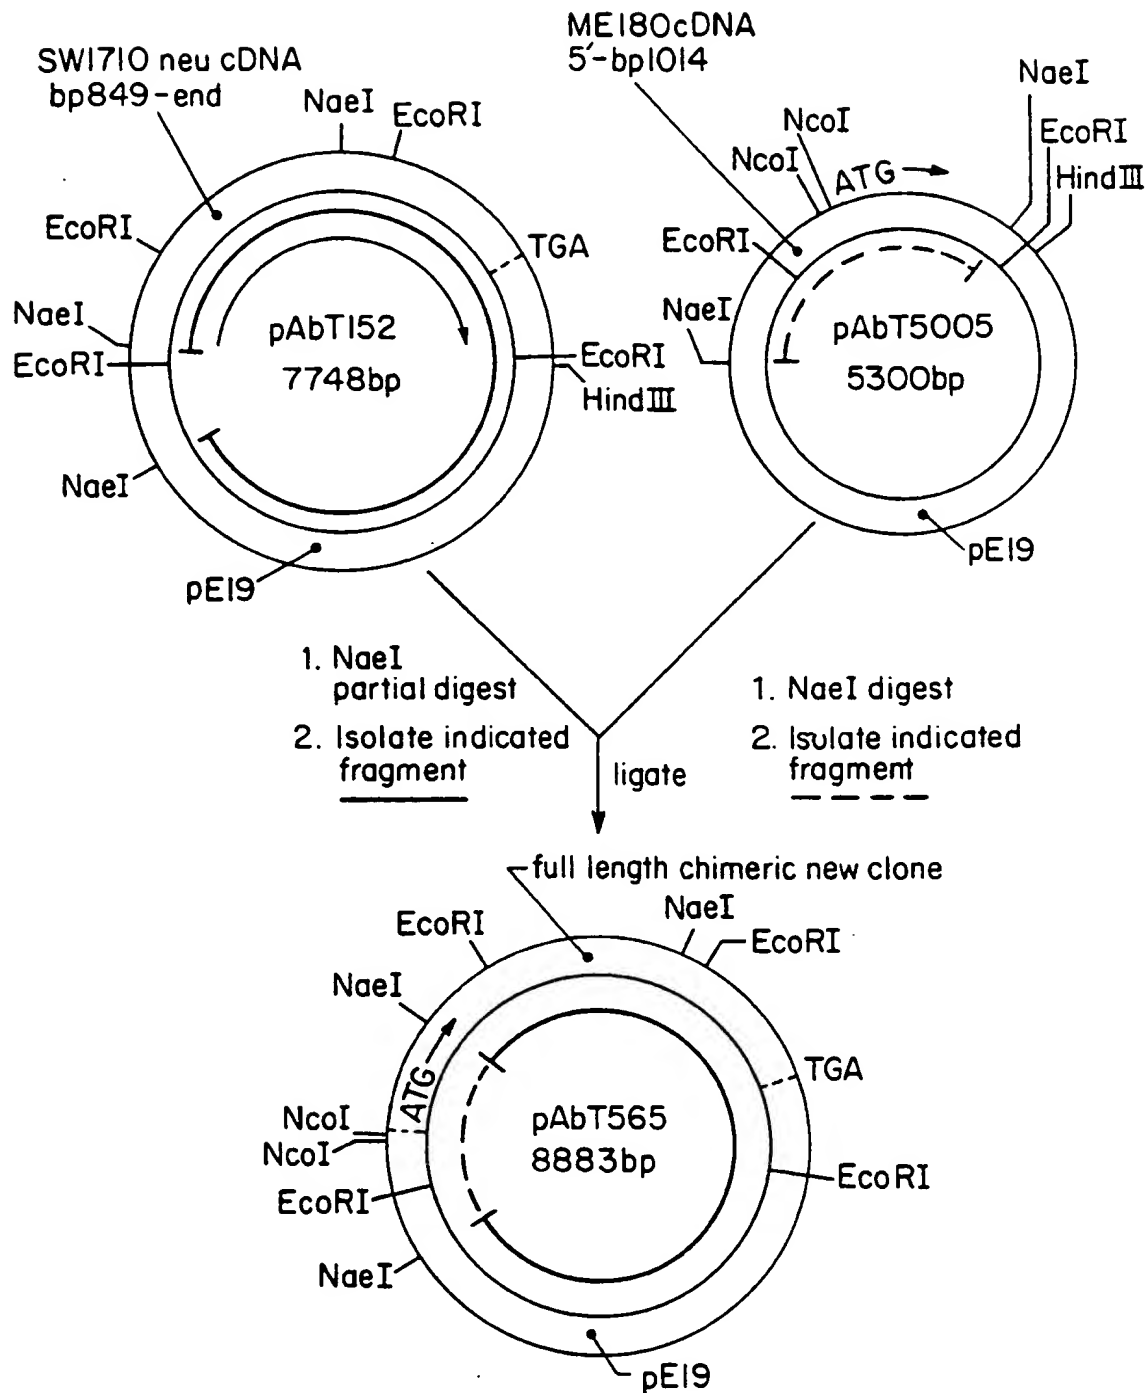 SW1710 neu cDNA
bp849-end
NaeI
EcoRI
EcoRI
TGA
NaeI
EcoRI
pAbT152
7748bp
EcoRI
HindIII
NaeI
pE19
ME180cDNA
5'-bp1014
NaeI
NcoI
EcoRI
NcoI
ATG
HindIII
EcoRI
NaeI
pAbT5005
5300bp
pE19
1. NaeI
partial digest
2. Isolate indicated
fragment
1. NaeI digest
2. Isolate indicated
fragment
ligate
full length chimeric new clone
NaeI
EcoRI
EcoRI
NaeI
ATG
TGA
NcoI
NcoI
pAbT565
8883bp
EcoRI
EcoRI
NaeI
pE19